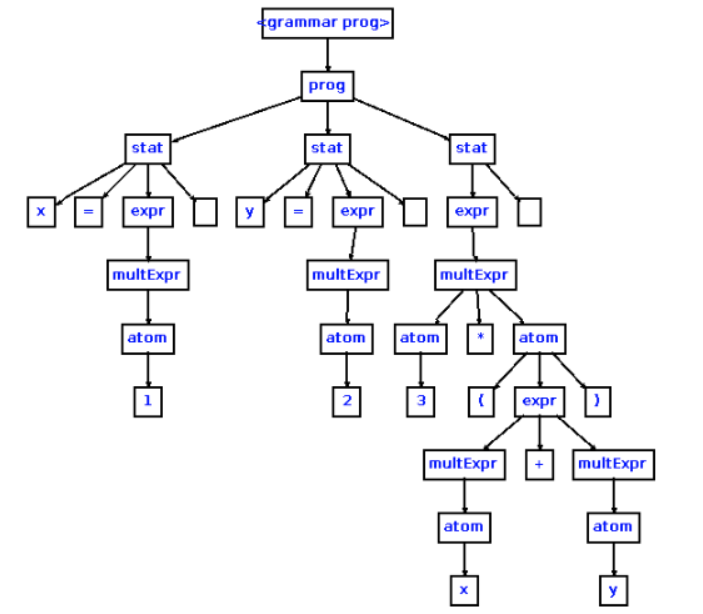 <grammar prog>
prog
stat stat stat
x = expr y = expr expr
multExpr multExpr multExpr
atom atom atom * atom
1 2 3 ( expr )
multExpr + multExpr
atom atom
x y